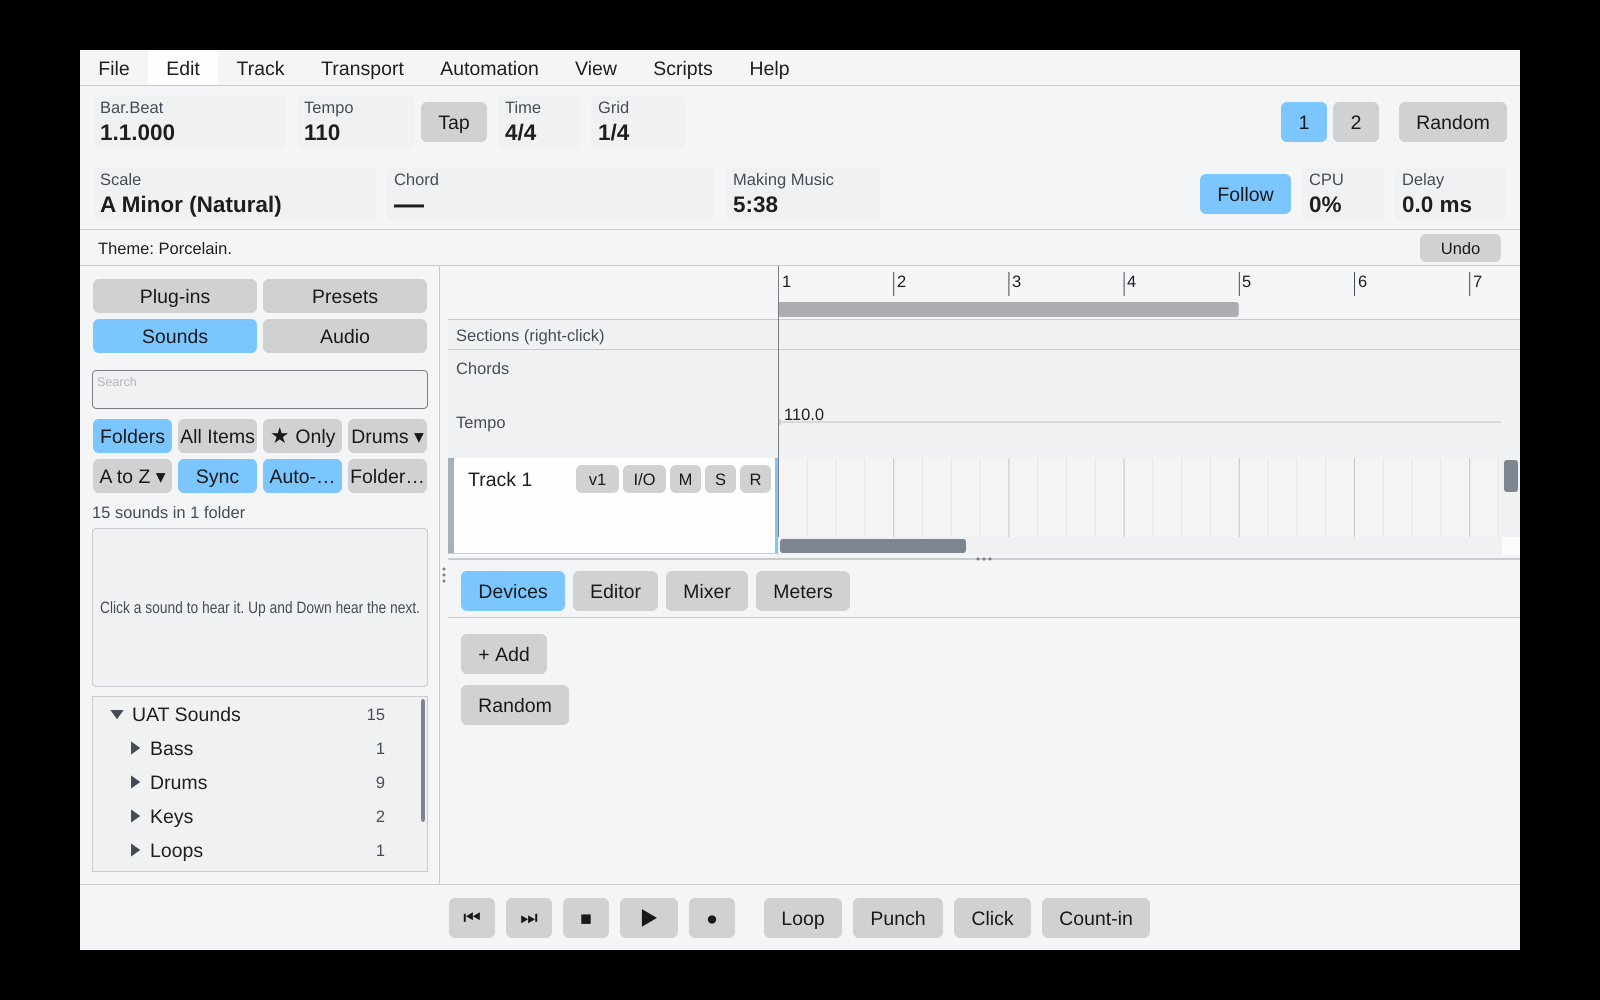 File Edit Track Transport Automation View Scripts Help
Bar.Beat Tempo Time Grid
1.1.000 110 Tap 4/4 1/4 1 2 Random
Scale Chord Making Music CPU Delay
A Minor (Natural) — 5:38 Follow 0% 0.0 ms
Theme: Porcelain. Undo
Plug-ins Presets
Sounds Audio
Search
Folders All Items ★ Only Drums ▾
A to Z ▾ Sync Auto-… Folder…
15 sounds in 1 folder
Click a sound to hear it. Up and Down hear the next.
UAT Sounds 15
Bass 1
Drums 9
Keys 2
Loops 1
1 2 3 4 5 6 7
Sections (right-click)
Chords
Tempo 110.0
Track 1 v1 I/O M S R
Devices Editor Mixer Meters
+ Add
Random
Loop Punch Click Count-in